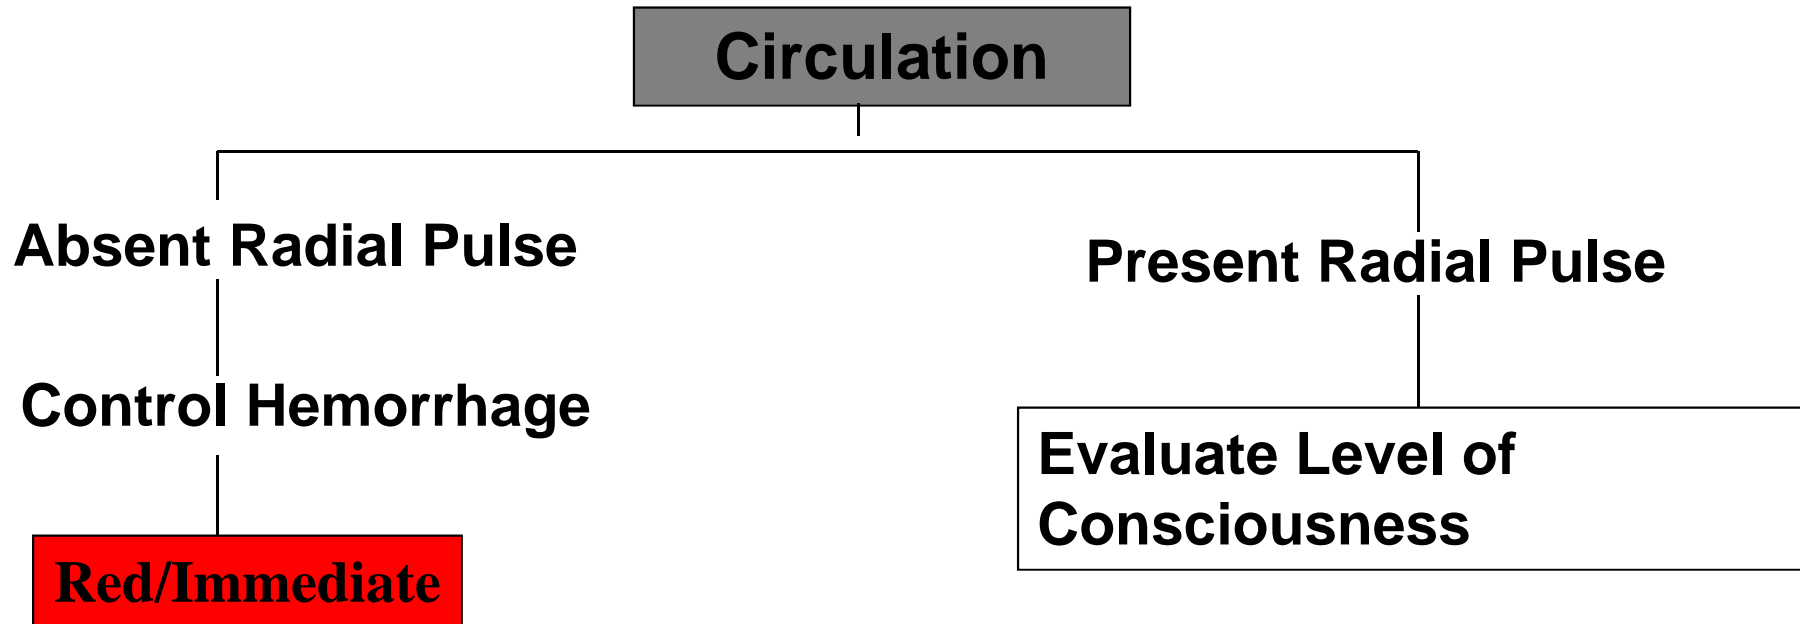 Circulation
Absent Radial Pulse
Present Radial Pulse
Control Hemorrhage
Evaluate Level of
Consciousness
Red/Immediate